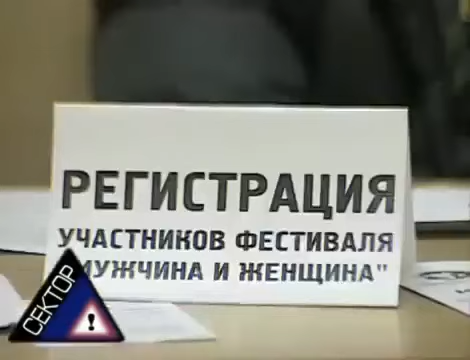 РЕГИСТРАЦИЯ
УЧАСТНИКОВ ФЕСТИВАЛЯ
МУЖЧИНА И ЖЕНЩИНА"
СЕКТОР
!